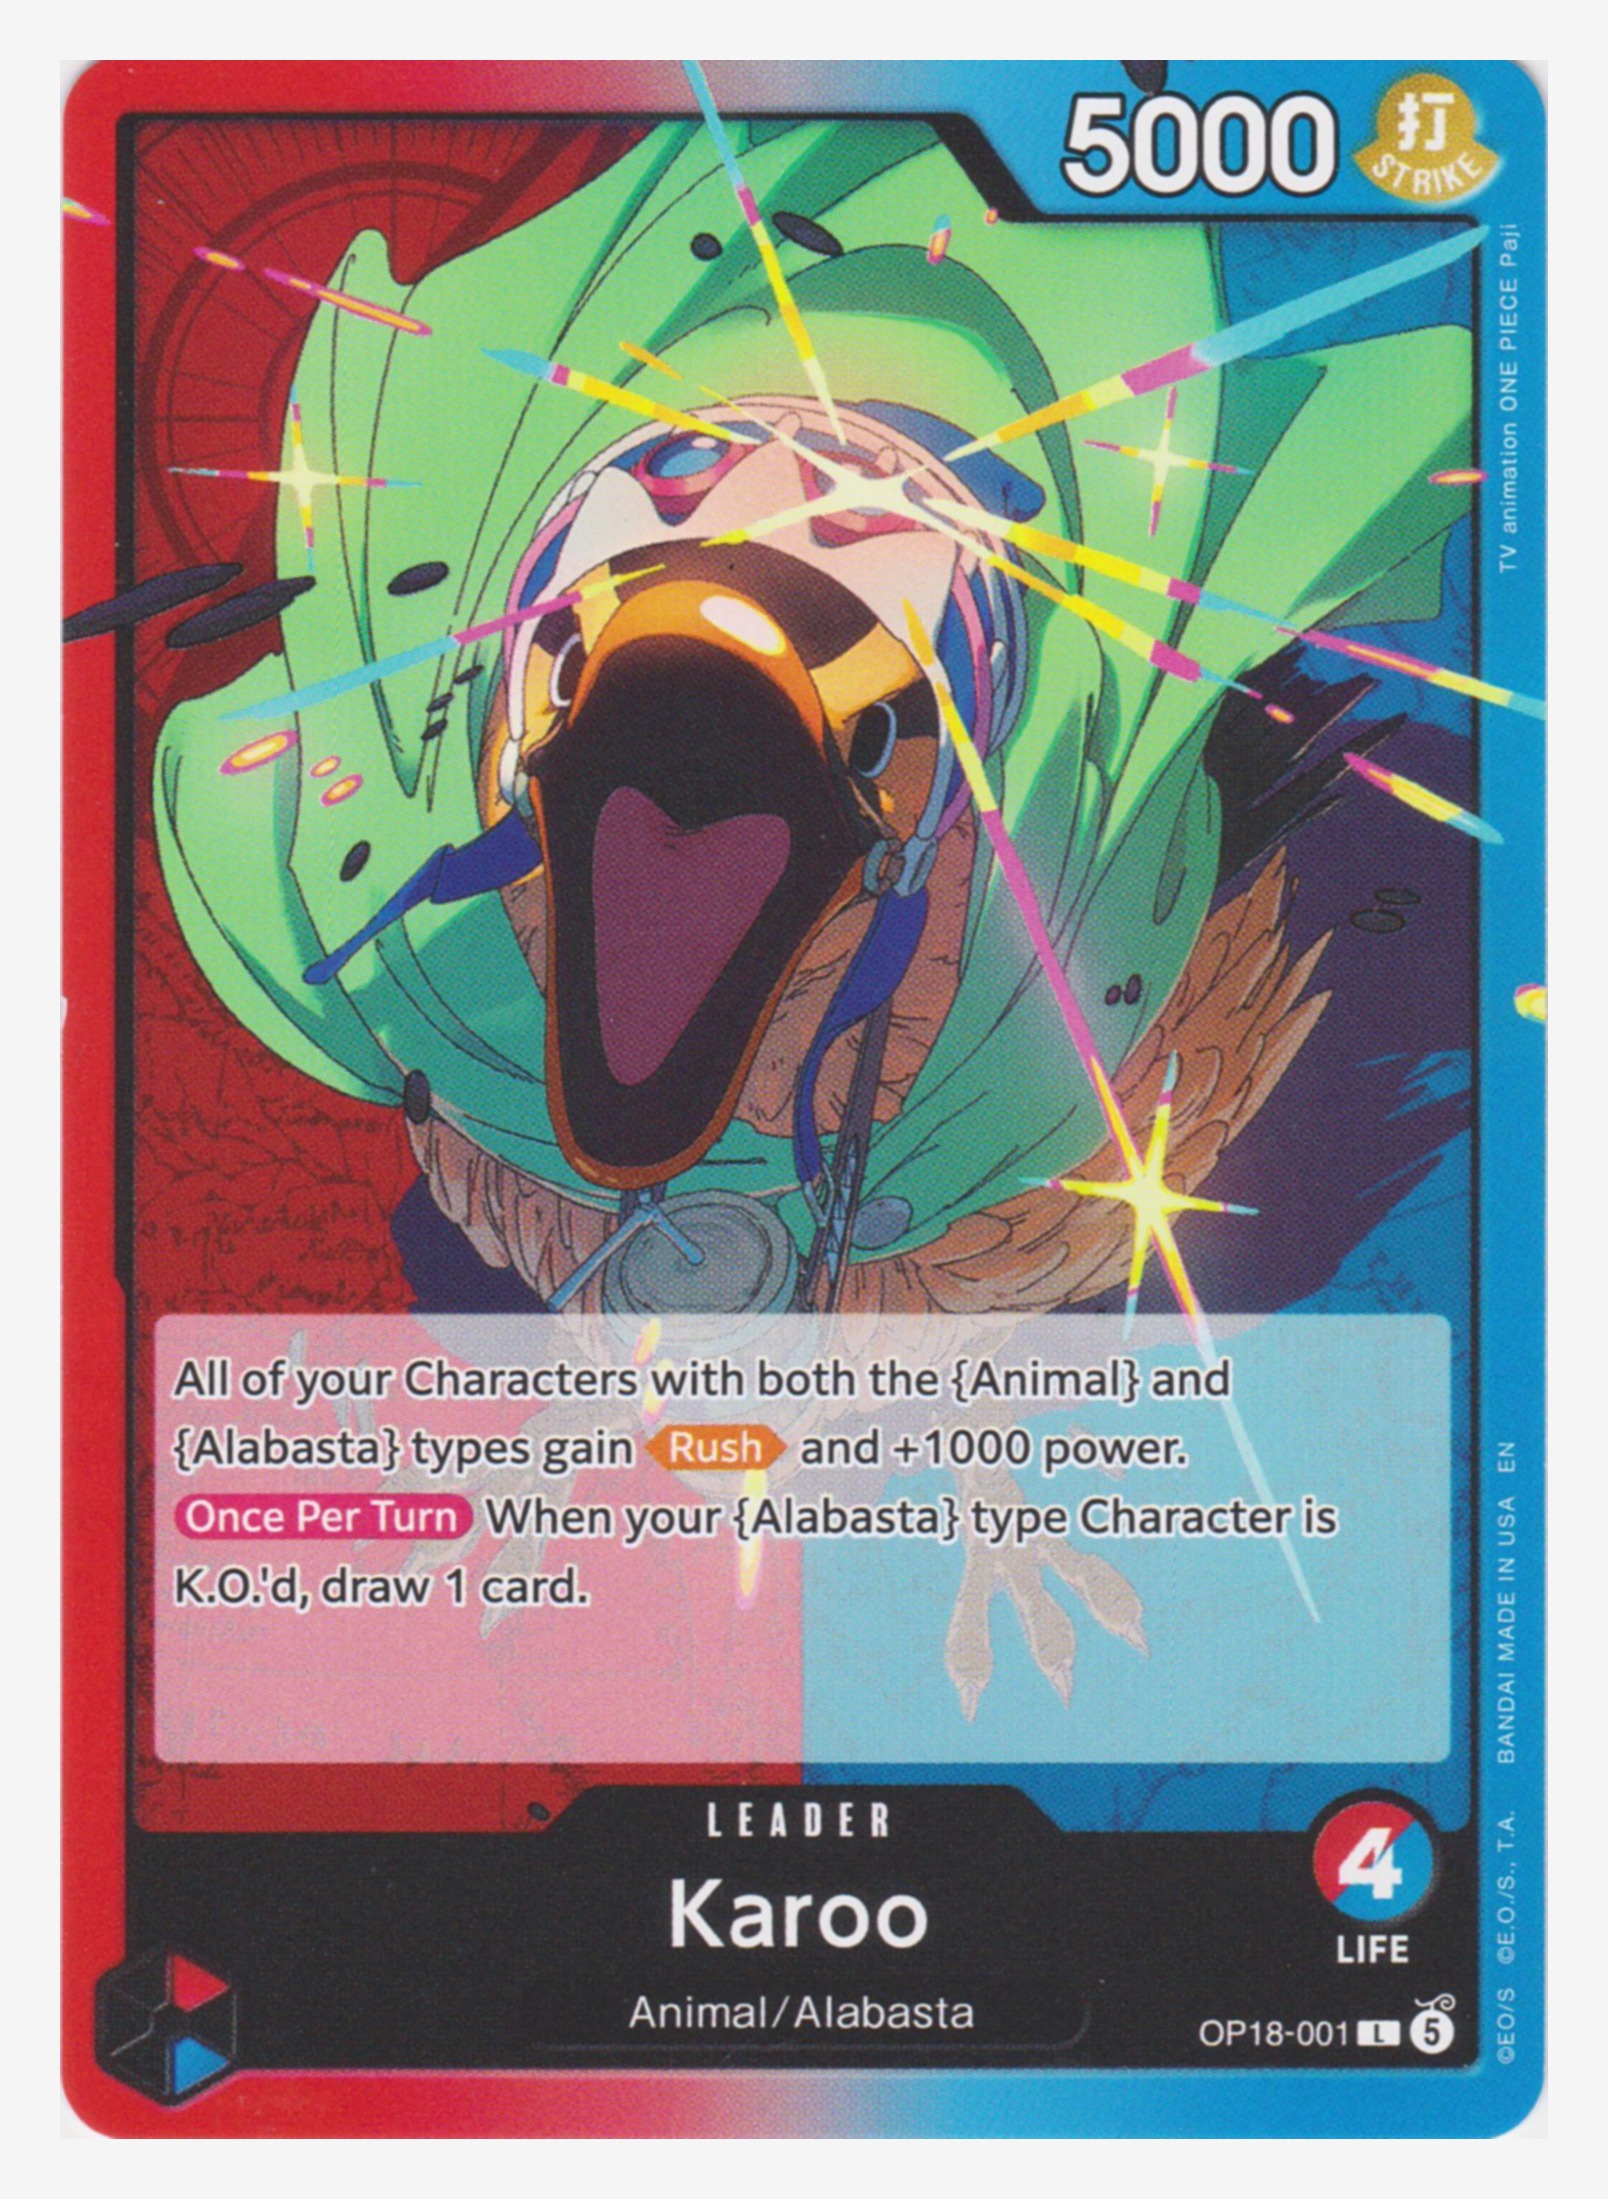 5000
打
STRIKE
TV animation ONE PIECE Paji
All of your Characters with both the {Animal} and
{Alabasta} types gain Rush and +1000 power.
Once Per Turn When your {Alabasta} type Character is
K.O.'d, draw 1 card.
LEADER
Karoo
Animal/Alabasta
4
LIFE
OP18-001 L 5
©EO/S ©E.O./S., T.A. BANDAI MADE IN USA EN